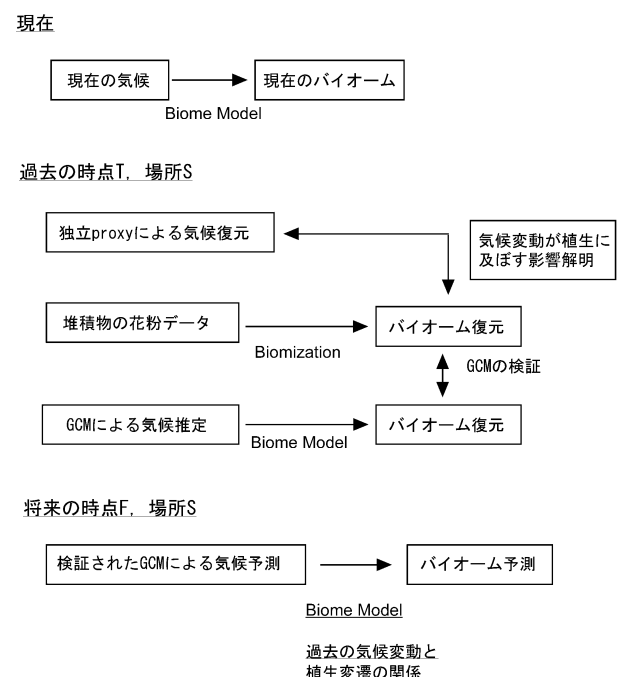 現在
現在の気候
現在のバイオーム
Biome Model
過去の時点T, 場所S
独立proxyによる気候復元
気候変動が植生に
及ぼす影響解明
堆積物の花粉データ
バイオーム復元
Biomization
GCMの検証
GCMによる気候推定
バイオーム復元
Biome Model
将来の時点F, 場所S
検証されたGCMによる気候予測
バイオーム予測
Biome Model
過去の気候変動と
植生変遷の関係